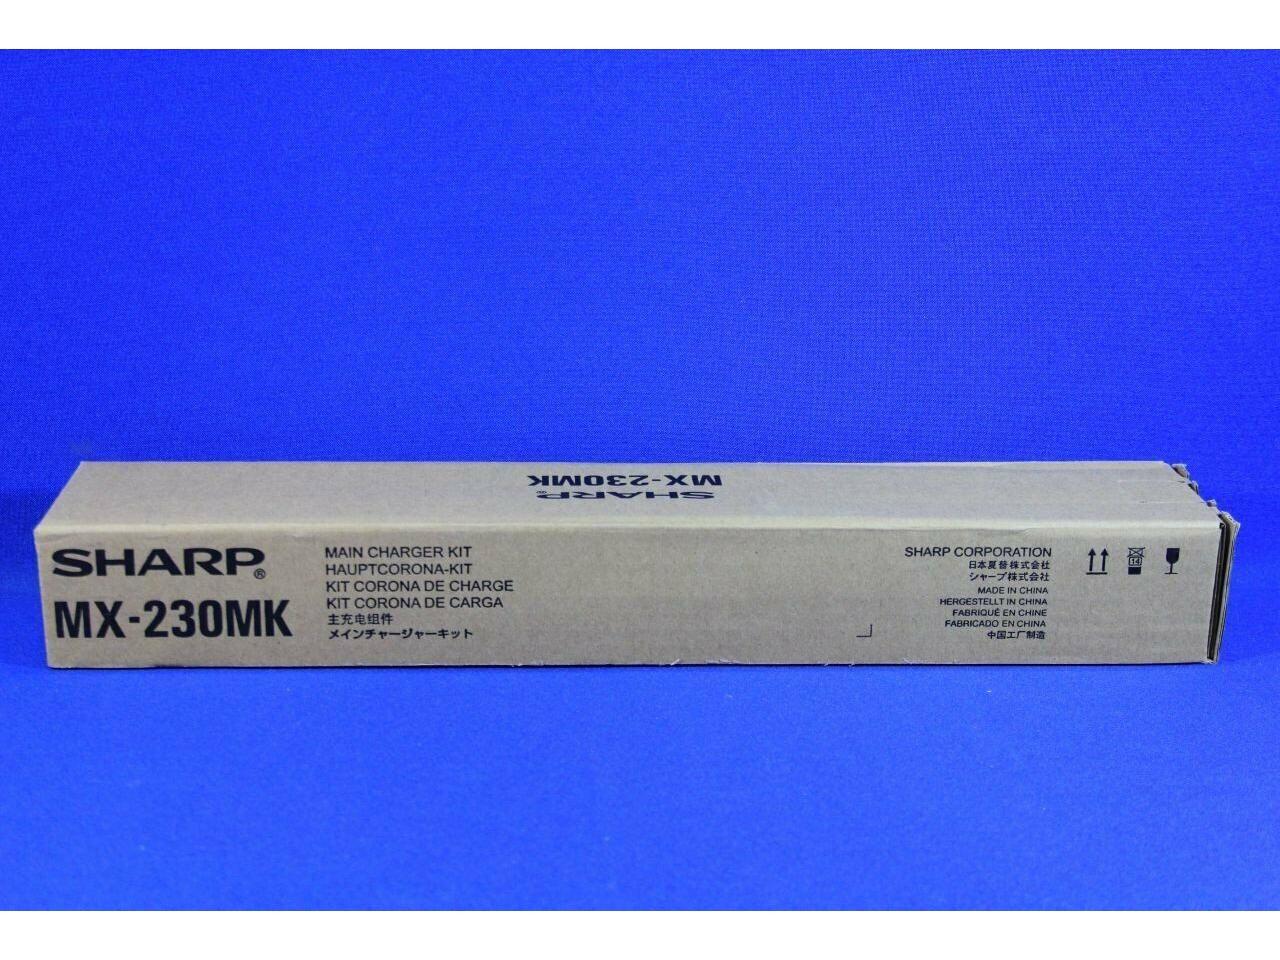 MX-230MK
SHARP®
SHARP®
MX-230MK
MAIN CHARGER KIT
HAUPTCORONA-KIT
KIT CORONA DE CHARGE
KIT CORONA DE CARGA
主充电组件
メインチャージャーキット
SHARP CORPORATION
日本夏普株式会社
シャープ株式会社
MADE IN CHINA
HERGESTELLT IN CHINA
FABRIQUÉ EN CHINE
FABRICADO EN CHINA
中国工厂制造
14